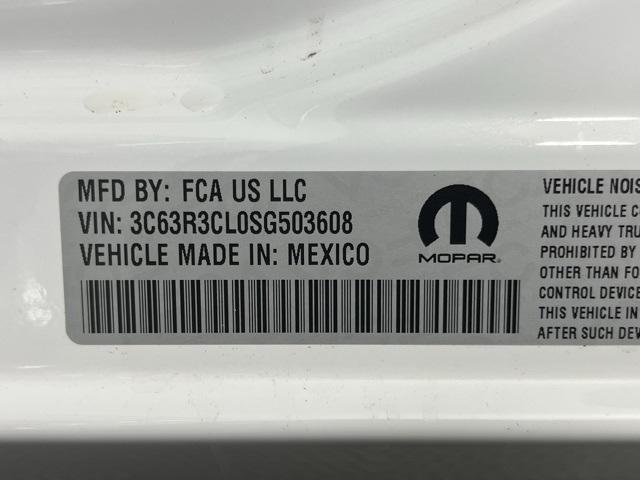 MFD BY: FCA US LLC
VIN: 3C63R3CL0SG503608
VEHICLE MADE IN: MEXICO
MOPAR
VEHICLE NOIS
THIS VEHICLE C
AND HEAVY TRU
PROHIBITED BY
OTHER THAN FO
CONTROL DEVICE
THIS VEHICLE IN
AFTER SUCH DEV